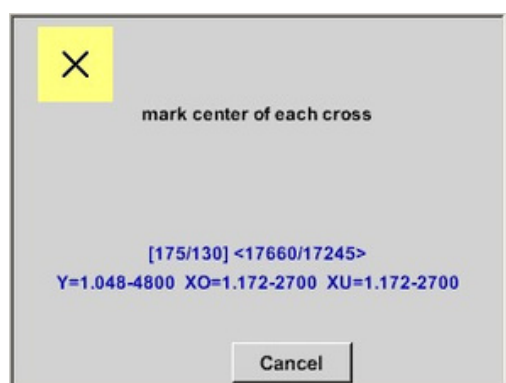 mark center of each cross
[175/130] <17660/17245>
Y=1.048-4800 XO=1.172-2700 XU=1.172-2700
Cancel